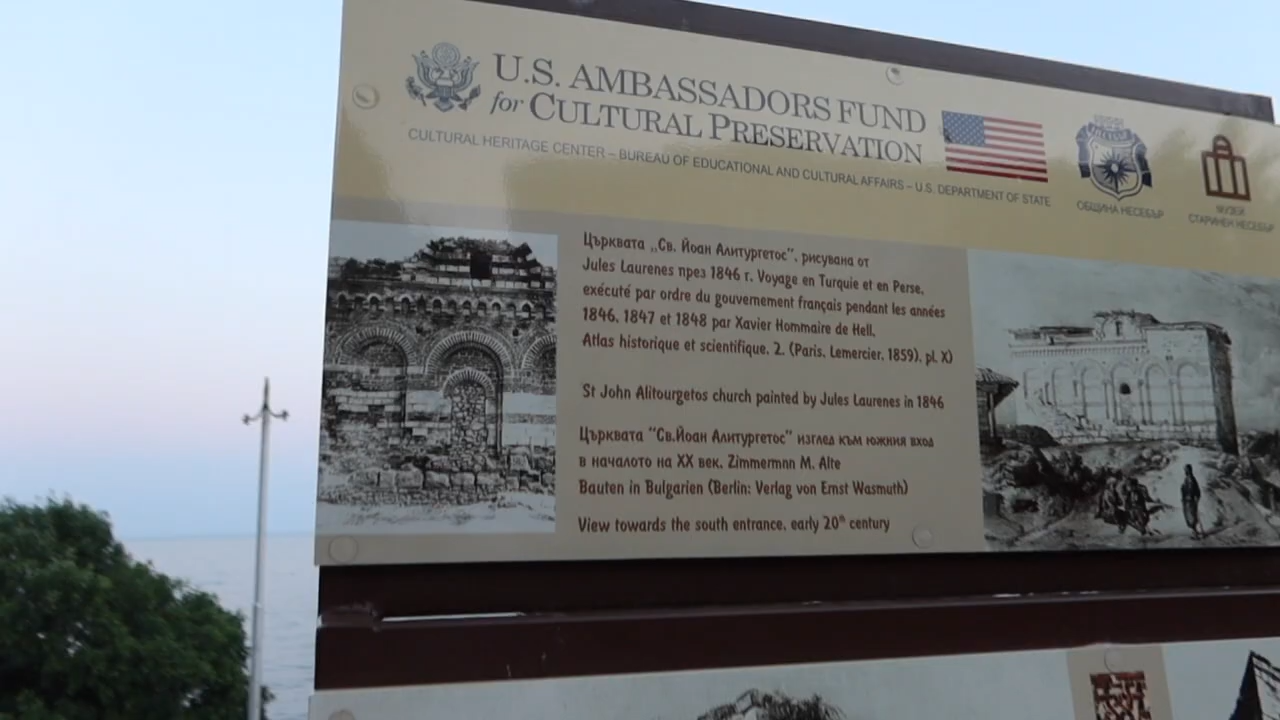 U.S. AMBASSADORS FUND
for CULTURAL PRESERVATION
CULTURAL HERITAGE CENTER – BUREAU OF EDUCATIONAL AND CULTURAL AFFAIRS – U.S. DEPARTMENT OF STATE
ОБЩИНА НЕСЕБЪР
МУЗЕЙ
СТАРИНЕН НЕСЕБЪР
Църквата „Св. Йоан Алитургетос", рисувана от
Jules Laurenes през 1846 г. Voyage en Turquie et en Perse,
exécuté par ordre du gouvernement français pendant les années
1846, 1847 et 1848 par Xavier Hommaire de Hell.
Atlas historique et scientifique, 2. (Paris, Lemercier, 1859), pl. X)
St John Alitourgetos church painted by Jules Laurenes in 1846
Църквата "Св.Йоан Алитургетос" изглед към южния вход
в началото на XX век. Zimmermnn M. Alte
Bauten in Bulgarien (Berlin: Verlag von Ernst Wasmuth)
View towards the south entrance, early 20th century